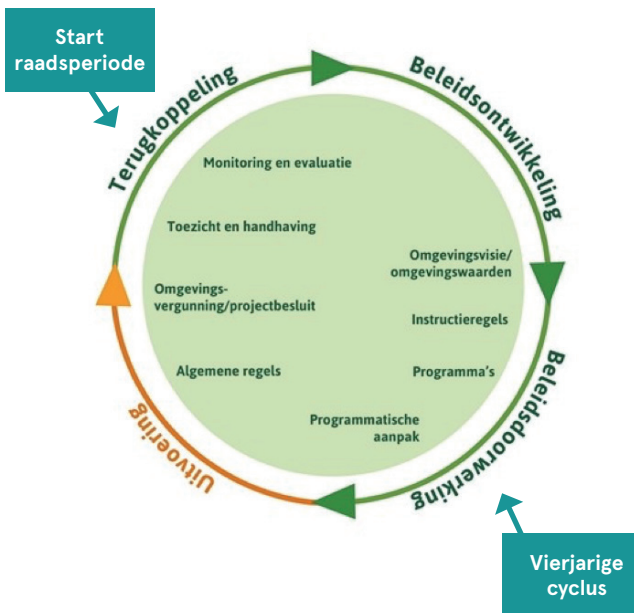 Start
raadsperiode
Terugkoppeling
Beleidsontwikkeling
Monitoring en evaluatie
Toezicht en handhaving
Omgevingsvisie/
omgevingswaarden
Omgevings-
vergunning/projectbesluit
Instructieregels
Algemene regels
Programma's
Programmatische
aanpak
Uitvoering
Beleidsdoorwerking
Vierjarige
cyclus